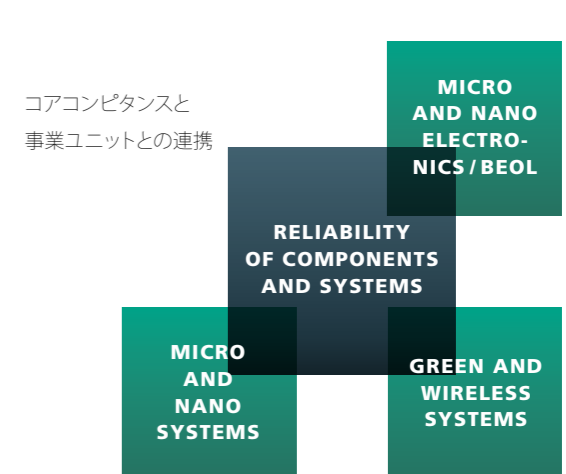 コアコンピタンスと
事業ユニットとの連携
MICRO
AND NANO
ELECTRO-
NICS / BEOL
RELIABILITY
OF COMPONENTS
AND SYSTEMS
MICRO
AND
NANO
SYSTEMS
GREEN AND
WIRELESS
SYSTEMS